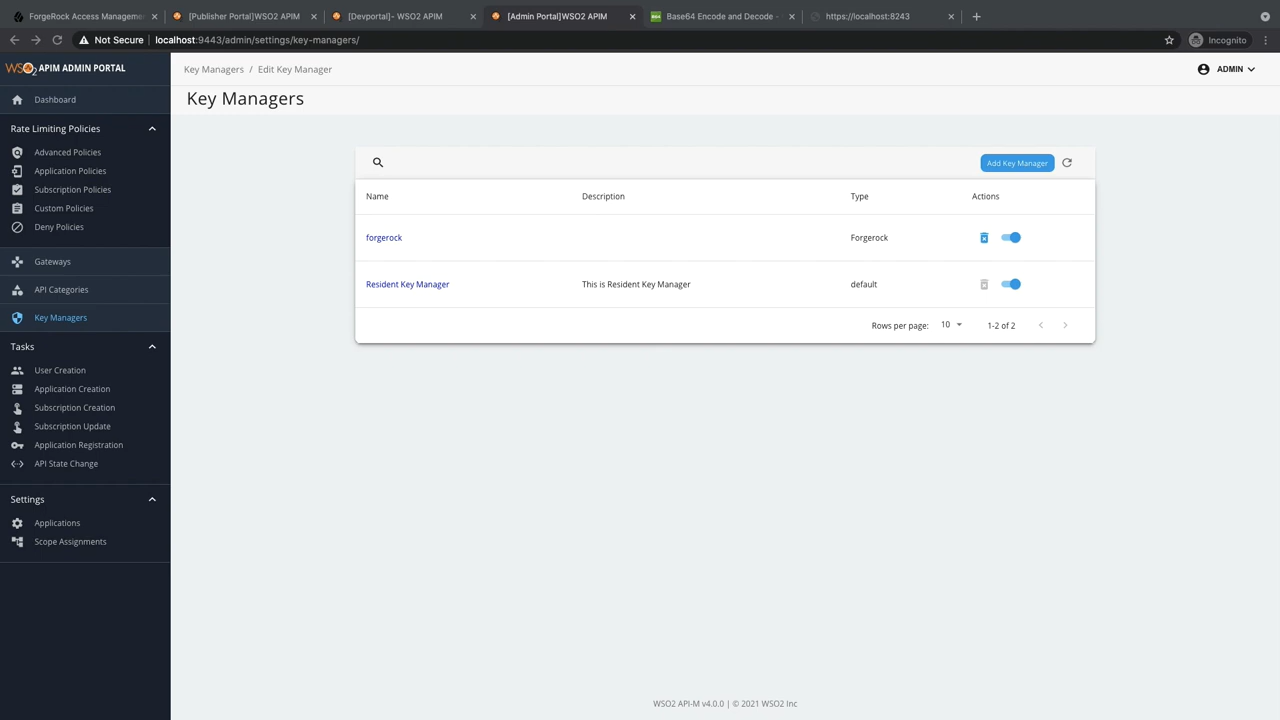 ForgeRock Access Manageme
[Publisher Portal]WSO2 APIM
[Devportal]- WSO2 APIM
[Admin Portal]WSO2 APIM
Base64 Encode and Decode -
https://localhost:8243
Not Secure
localhost:9443/admin/settings/key-managers/
Incognito
WSO2 APIM ADMIN PORTAL
Key Managers / Edit Key Manager
ADMIN
Key Managers
Dashboard
Rate Limiting Policies
Advanced Policies
Application Policies
Subscription Policies
Custom Policies
Deny Policies
Gateways
API Categories
Key Managers
Tasks
User Creation
Application Creation
Subscription Creation
Subscription Update
Application Registration
API State Change
Settings
Applications
Scope Assignments
Add Key Manager
Name Description Type Actions
forgerock Forgerock
Resident Key Manager This is Resident Key Manager default
Rows per page: 10 1-2 of 2
WSO2 API-M v4.0.0 | © 2021 WSO2 Inc